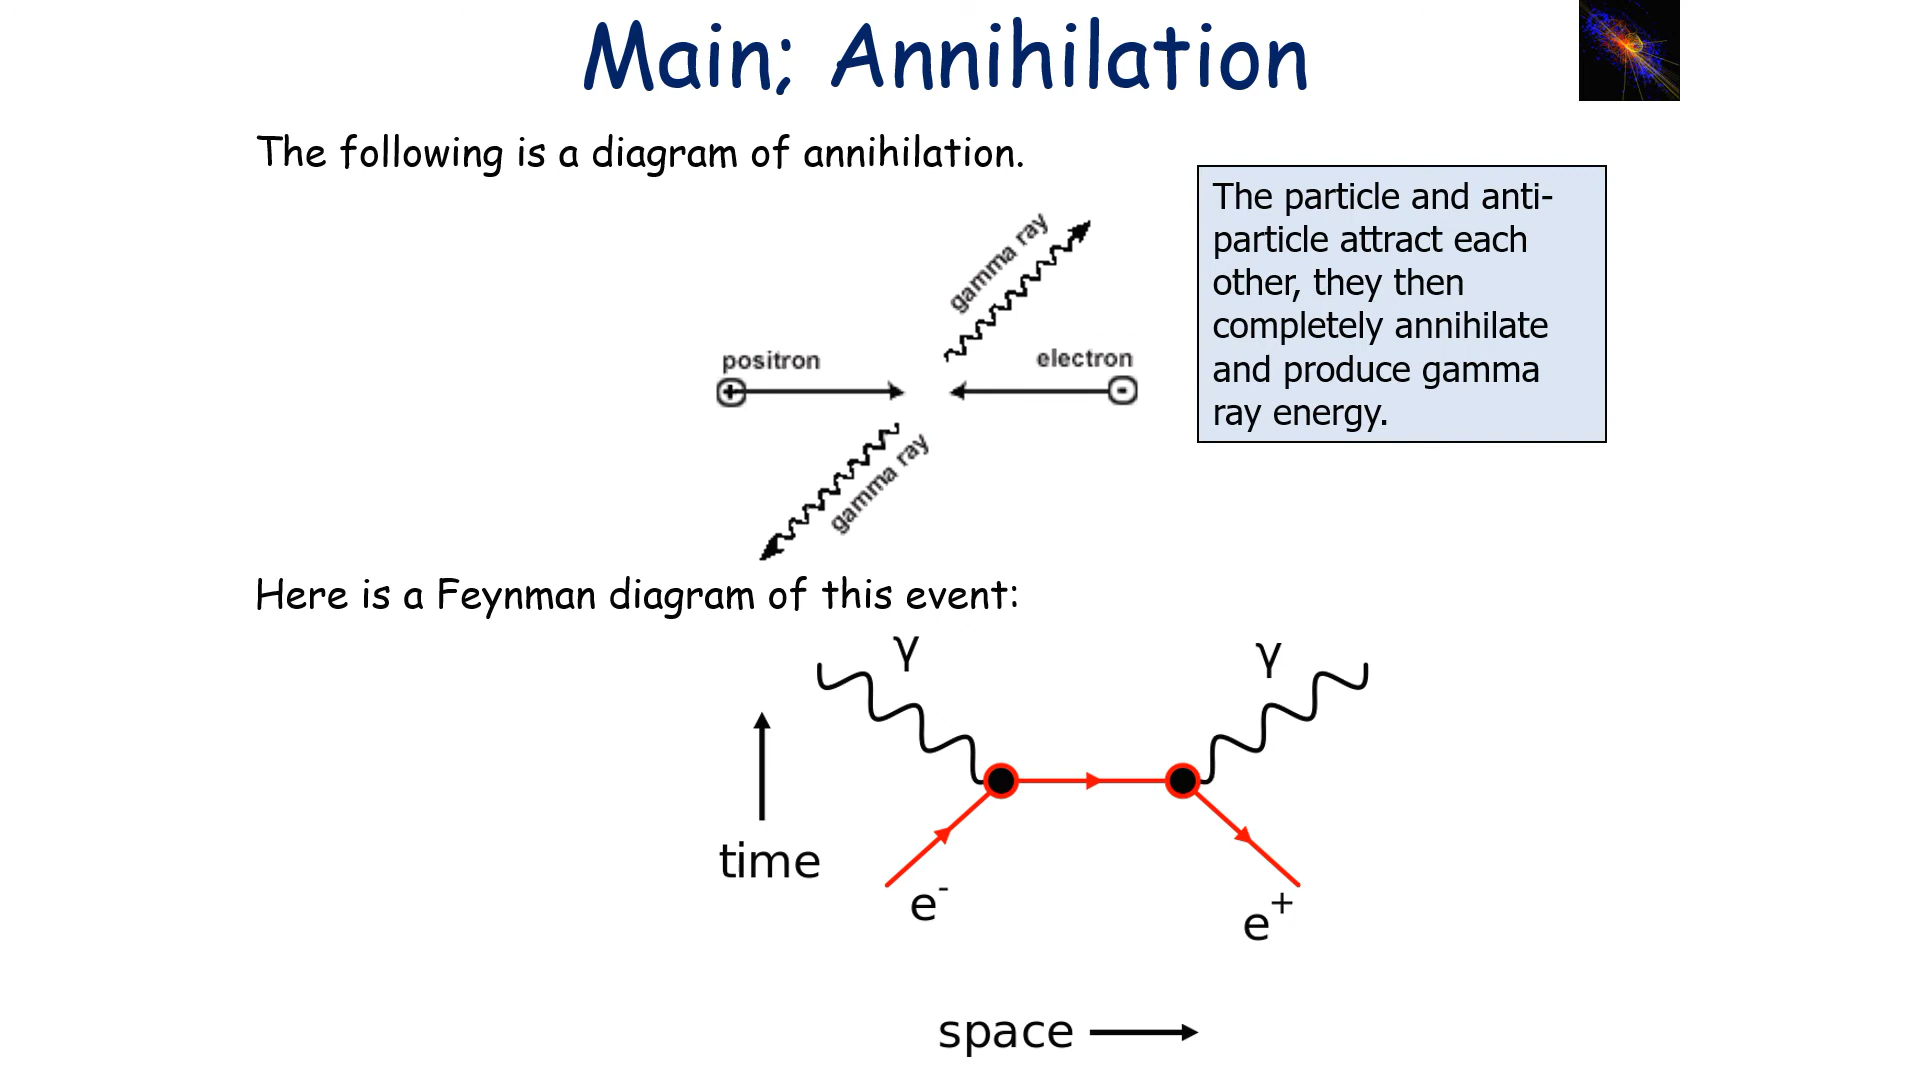 Main; Annihilation
The following is a diagram of annihilation.
The particle and anti-
particle attract each
other, they then
completely annihilate
and produce gamma
ray energy.
gamma ray
positron
electron
+
-
gamma ray
Here is a Feynman diagram of this event:
γ
γ
time
e⁻
e⁺
space